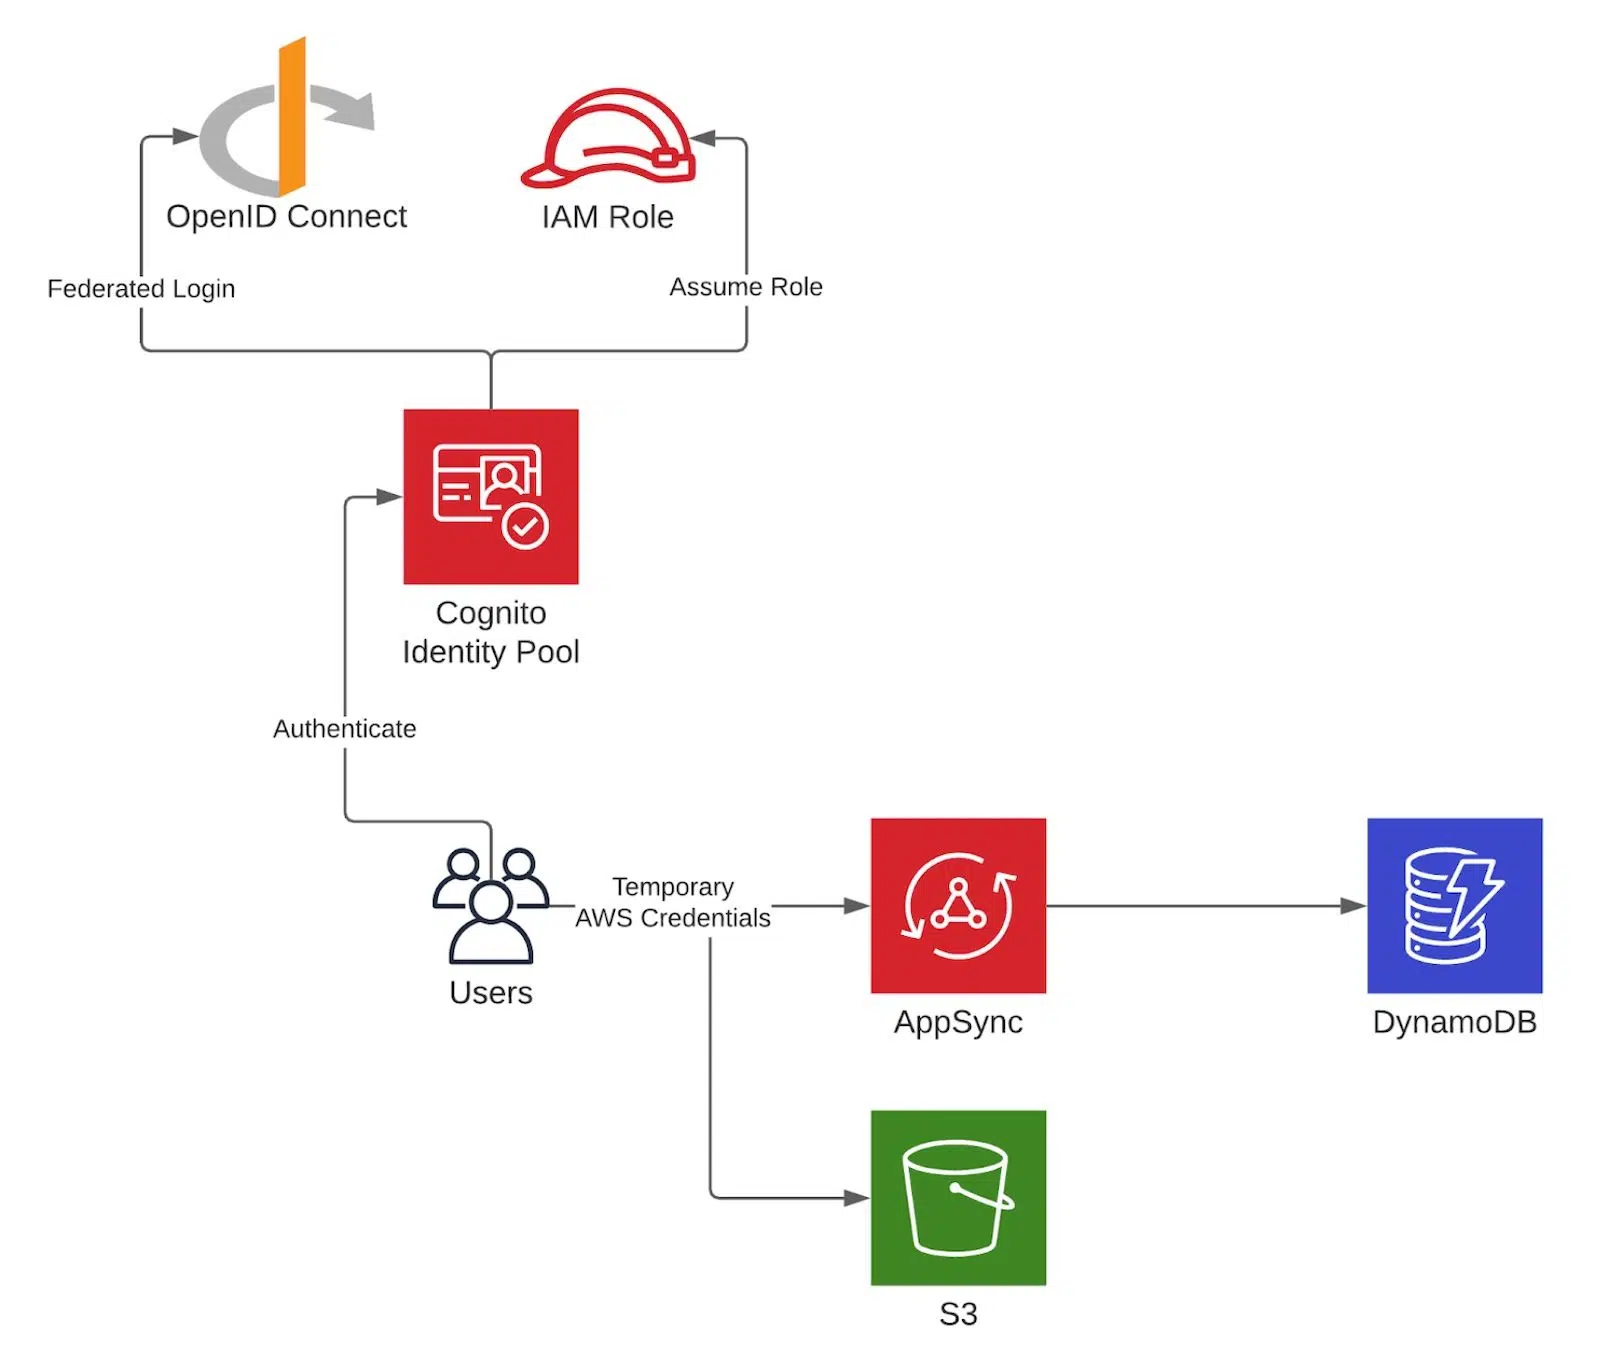 OpenID Connect
IAM Role
Federated Login
Assume Role
Cognito
Identity Pool
Authenticate
Temporary
AWS Credentials
Users
AppSync
DynamoDB
S3